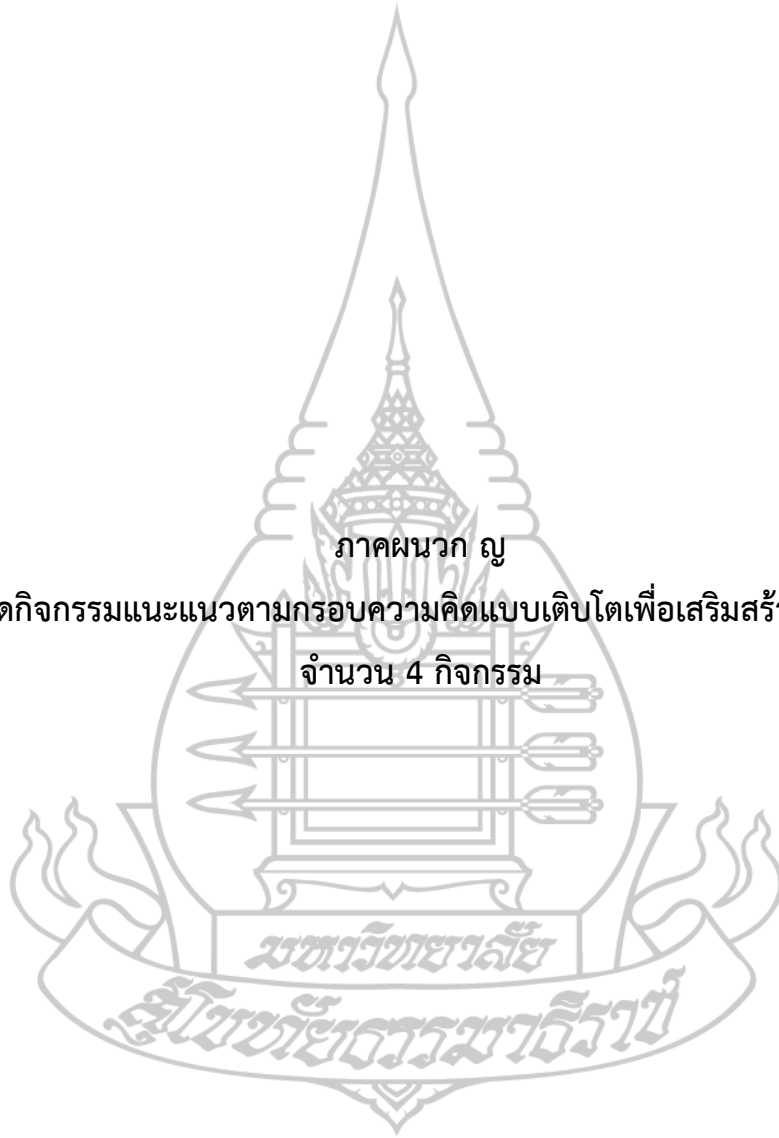 ภาคผนวก ญ
ดกิจกรรมแนะแนวตามกรอบความคิดแบบเติบโตเพื่อเสริมสร้า
จำนวน 4 กิจกรรม
มหาวิทยาลัย
สุโขทัยธรรมาธิราช